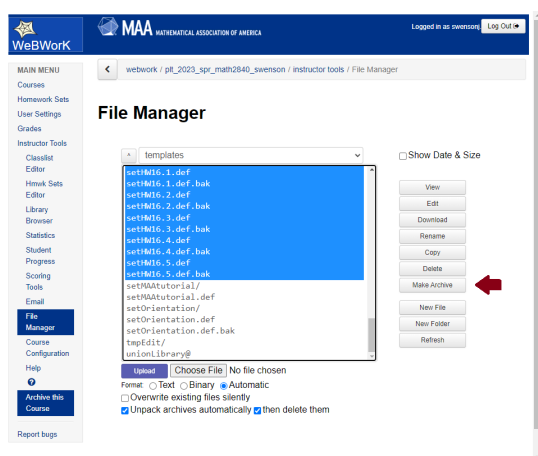 WeBWorK
MAA MATHEMATICAL ASSOCIATION OF AMERICA
Logged in as swensonj.
Log Out
MAIN MENU
Courses
Homework Sets
User Settings
Grades
Instructor Tools
Classlist
Editor
Hmwk Sets
Editor
Library
Browser
Statistics
Student
Progress
Scoring
Tools
Email
File
Manager
Course
Configuration
Help
?
Archive this
Course
Report bugs
webwork / plt_2023_spr_math2840_swenson / instructor tools / File Manager
File Manager
^ templates
Show Date & Size
setHW16.1.def
setHW16.1.def.bak
setHW16.2.def
setHW16.2.def.bak
setHW16.3.def
setHW16.3.def.bak
setHW16.4.def
setHW16.4.def.bak
setHW16.5.def
setHW16.5.def.bak
setMAAtutorial/
setMAAtutorial.def
setOrientation/
setOrientation.def
setOrientation.def.bak
tmpEdit/
unionLibrary@
View
Edit
Download
Rename
Copy
Delete
Make Archive
New File
New Folder
Refresh
Upload Choose File No file chosen
Format: Text Binary Automatic
Overwrite existing files silently
Unpack archives automatically then delete them